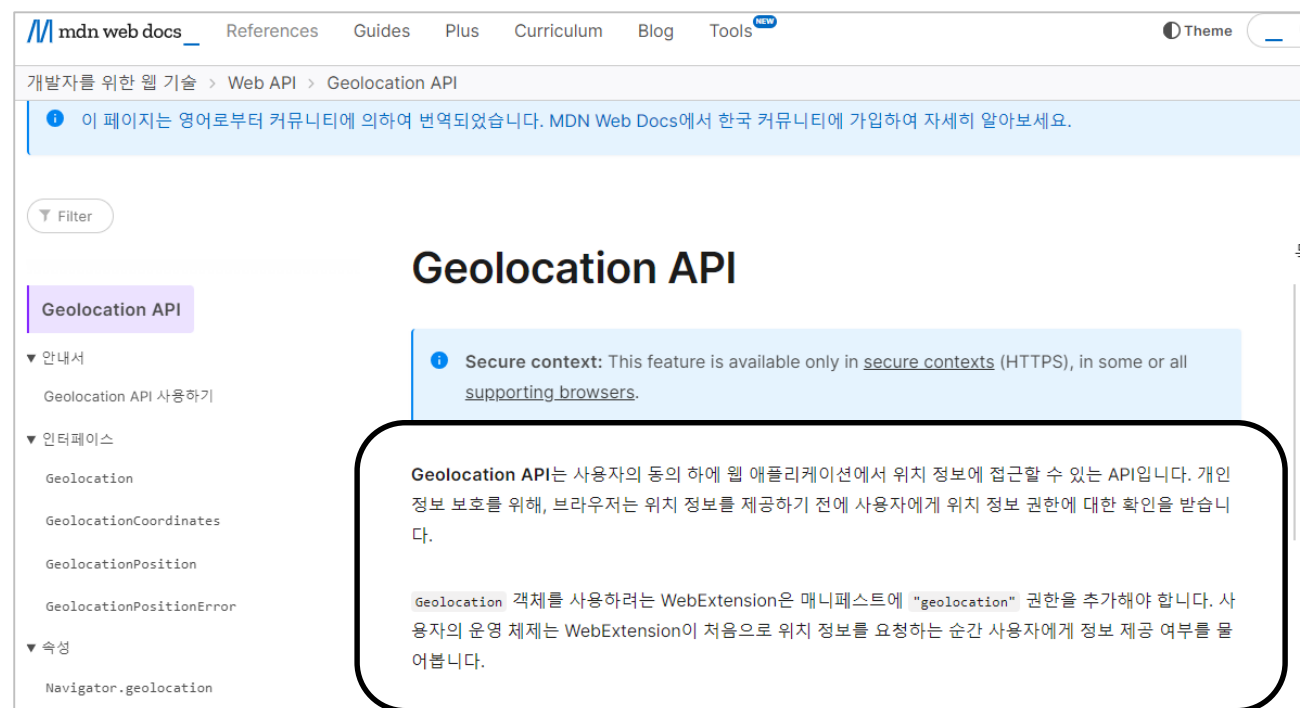 mdn web docs_ References Guides Plus Curriculum Blog Tools NEW Theme
개발자를 위한 웹 기술 > Web API > Geolocation API
이 페이지는 영어로부터 커뮤니티에 의하여 번역되었습니다. MDN Web Docs에서 한국 커뮤니티에 가입하여 자세히 알아보세요.
Filter
Geolocation API
▼ 안내서
Geolocation API 사용하기
▼ 인터페이스
Geolocation
GeolocationCoordinates
GeolocationPosition
GeolocationPositionError
▼ 속성
Navigator.geolocation
Geolocation API
Secure context: This feature is available only in secure contexts (HTTPS), in some or all
supporting browsers.
Geolocation API는 사용자의 동의 하에 웹 애플리케이션에서 위치 정보에 접근할 수 있는 API입니다. 개인
정보 보호를 위해, 브라우저는 위치 정보를 제공하기 전에 사용자에게 위치 정보 권한에 대한 확인을 받습니
다.
Geolocation 객체를 사용하려는 WebExtension은 매니페스트에 "geolocation" 권한을 추가해야 합니다. 사
용자의 운영 체제는 WebExtension이 처음으로 위치 정보를 요청하는 순간 사용자에게 정보 제공 여부를 물
어봅니다.